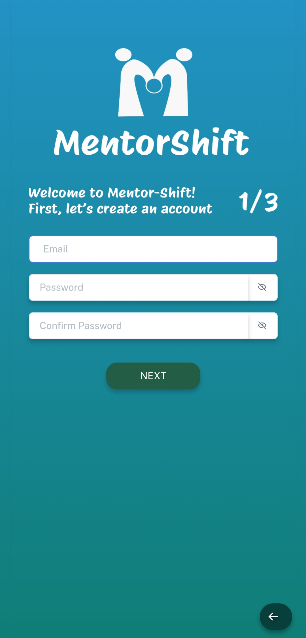 MentorShift
Welcome to Mentor-Shift!
First, let's create an account
1/3
Email
Password
Confirm Password
NEXT